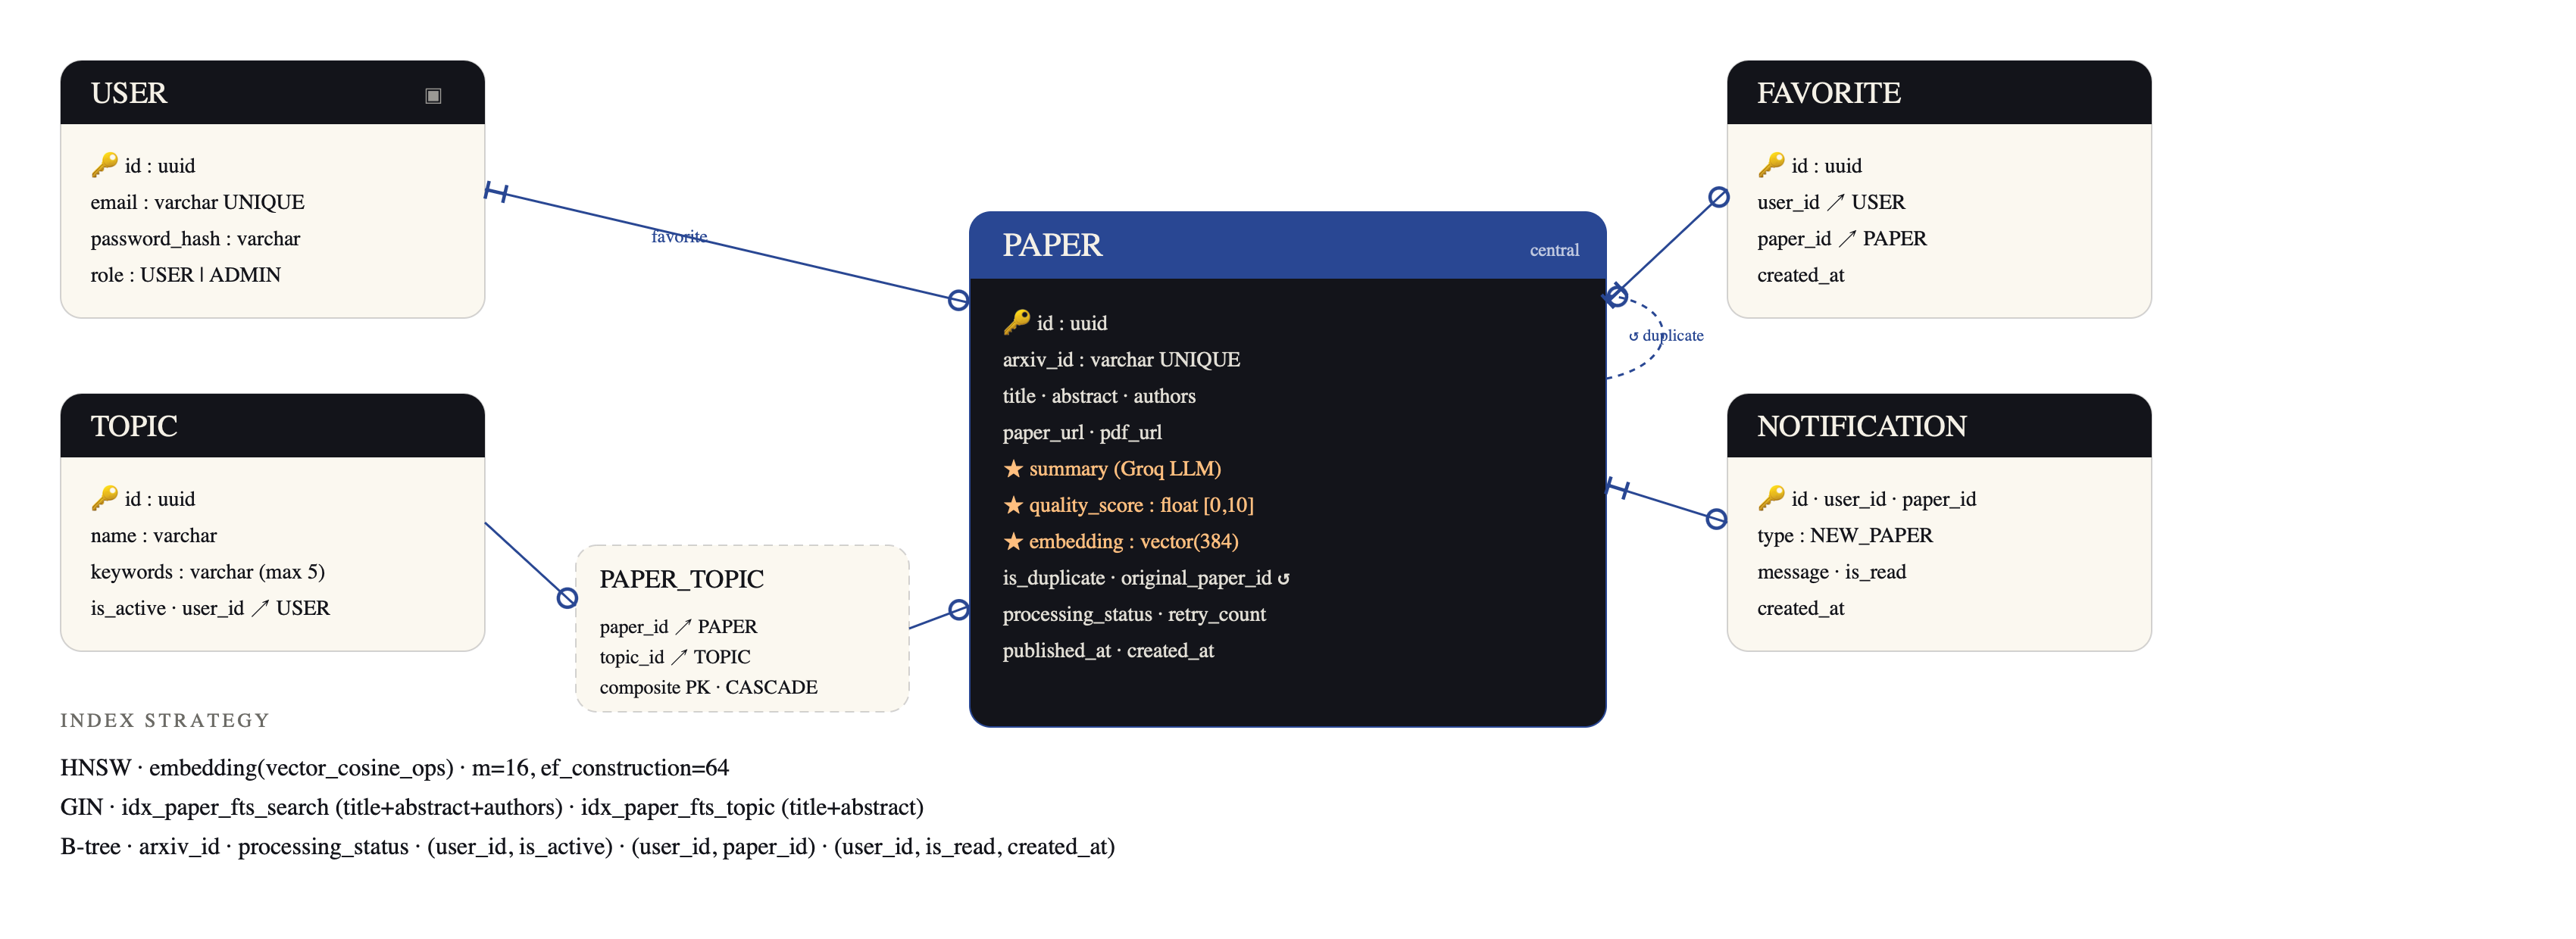 USER
id : uuid
email : varchar UNIQUE
password_hash : varchar
role : USER | ADMIN
favorite
TOPIC
id : uuid
name : varchar
keywords : varchar (max 5)
is_active · user_id ↗ USER
PAPER_TOPIC
paper_id ↗ PAPER
topic_id ↗ TOPIC
composite PK · CASCADE
PAPER
central
id : uuid
arxiv_id : varchar UNIQUE
title · abstract · authors
paper_url · pdf_url
★ summary (Groq LLM)
★ quality_score : float [0,10]
★ embedding : vector(384)
is_duplicate · original_paper_id ↺
processing_status · retry_count
published_at · created_at
↺ duplicate
FAVORITE
id : uuid
user_id ↗ USER
paper_id ↗ PAPER
created_at
NOTIFICATION
id · user_id · paper_id
type : NEW_PAPER
message · is_read
created_at
INDEX STRATEGY
HNSW · embedding(vector_cosine_ops) · m=16, ef_construction=64
GIN · idx_paper_fts_search (title+abstract+authors) · idx_paper_fts_topic (title+abstract)
B-tree · arxiv_id · processing_status · (user_id, is_active) · (user_id, paper_id) · (user_id, is_read, created_at)